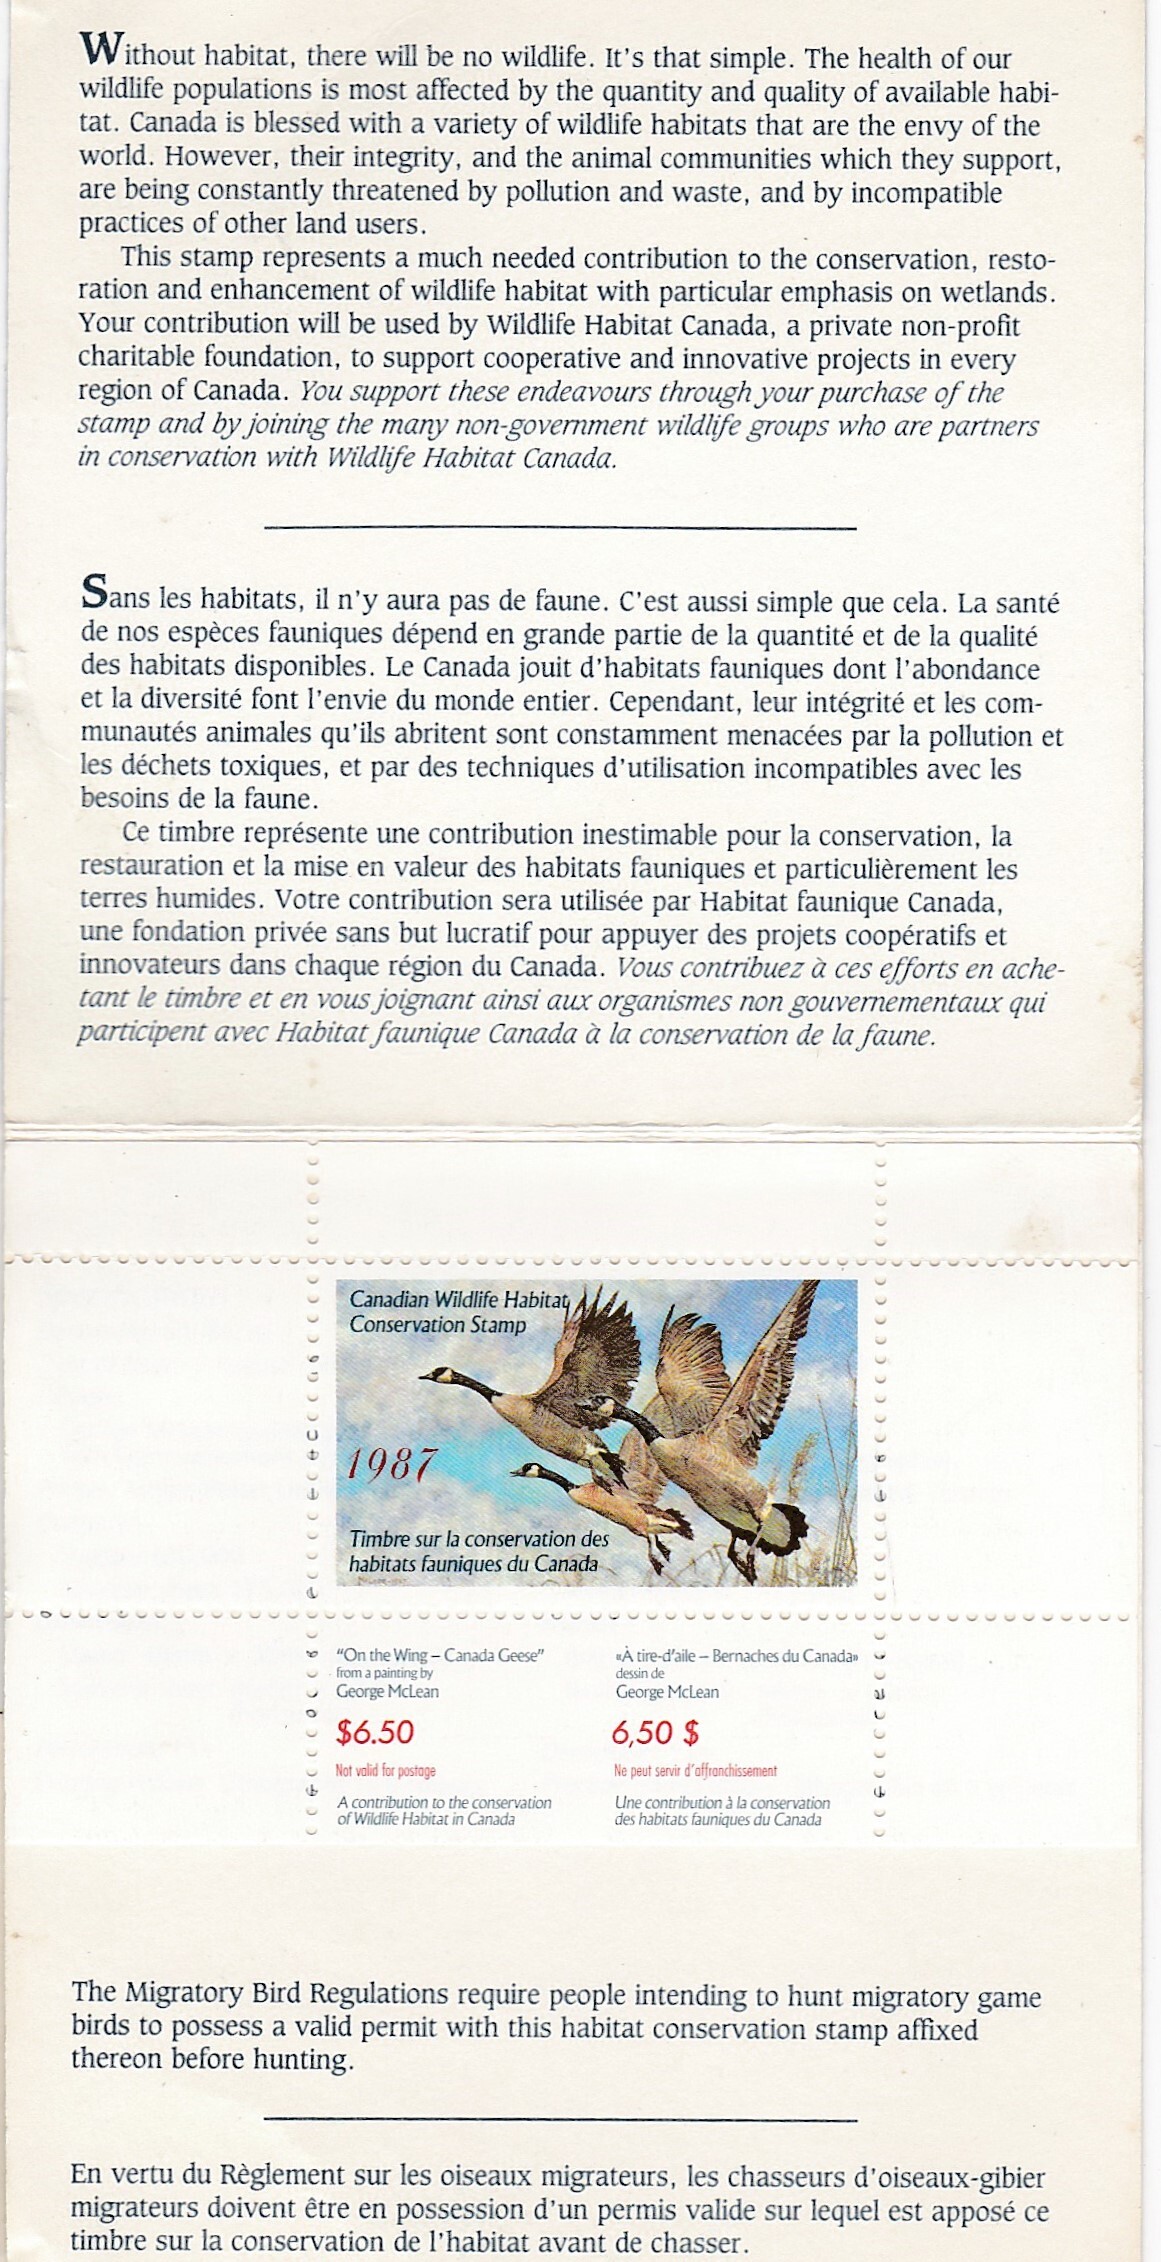 Without habitat, there will be no wildlife. It's that simple. The health of our
wildlife populations is most affected by the quantity and quality of available habi-
tat. Canada is blessed with a variety of wildlife habitats that are the envy of the
world. However, their integrity, and the animal communities which they support,
are being constantly threatened by pollution and waste, and by incompatible
practices of other land users.
This stamp represents a much needed contribution to the conservation, resto-
ration and enhancement of wildlife habitat with particular emphasis on wetlands.
Your contribution will be used by Wildlife Habitat Canada, a private non-profit
charitable foundation, to support cooperative and innovative projects in every
region of Canada. You support these endeavours through your purchase of the
stamp and by joining the many non-government wildlife groups who are partners
in conservation with Wildlife Habitat Canada.
Sans les habitats, il n'y aura pas de faune. C'est aussi simple que cela. La santé
de nos espèces fauniques dépend en grande partie de la quantité et de la qualité
des habitats disponibles. Le Canada jouit d'habitats fauniques dont l'abondance
et la diversité font l'envie du monde entier. Cependant, leur intégrité et les com-
munautés animales qu'ils abritent sont constamment menacées par la pollution et
les déchets toxiques, et par des techniques d'utilisation incompatibles avec les
besoins de la faune.
Ce timbre représente une contribution inestimable pour la conservation, la
restauration et la mise en valeur des habitats fauniques et particulièrement les
terres humides. Votre contribution sera utilisée par Habitat faunique Canada,
une fondation privée sans but lucratif pour appuyer des projets coopératifs et
innovateurs dans chaque région du Canada. Vous contribuez à ces efforts en ache-
tant le timbre et en vous joignant ainsi aux organismes non gouvernementaux qui
participent avec Habitat faunique Canada à la conservation de la faune.
Canadian Wildlife Habitat
Conservation Stamp
1987
Timbre sur la conservation des
habitats fauniques du Canada
"On the Wing – Canada Geese"
from a painting by
George McLean
$6.50
Not valid for postage
A contribution to the conservation
of Wildlife Habitat in Canada
«À tire-d'aile – Bernaches du Canada»
dessin de
George McLean
6,50 $
Ne peut servir d'affranchissement
Une contribution à la conservation
des habitats fauniques du Canada
The Migratory Bird Regulations require people intending to hunt migratory game
birds to possess a valid permit with this habitat conservation stamp affixed
thereon before hunting.
En vertu du Règlement sur les oiseaux migrateurs, les chasseurs d'oiseaux-gibier
migrateurs doivent être en possession d'un permis valide sur lequel est apposé ce
timbre sur la conservation de l'habitat avant de chasser.